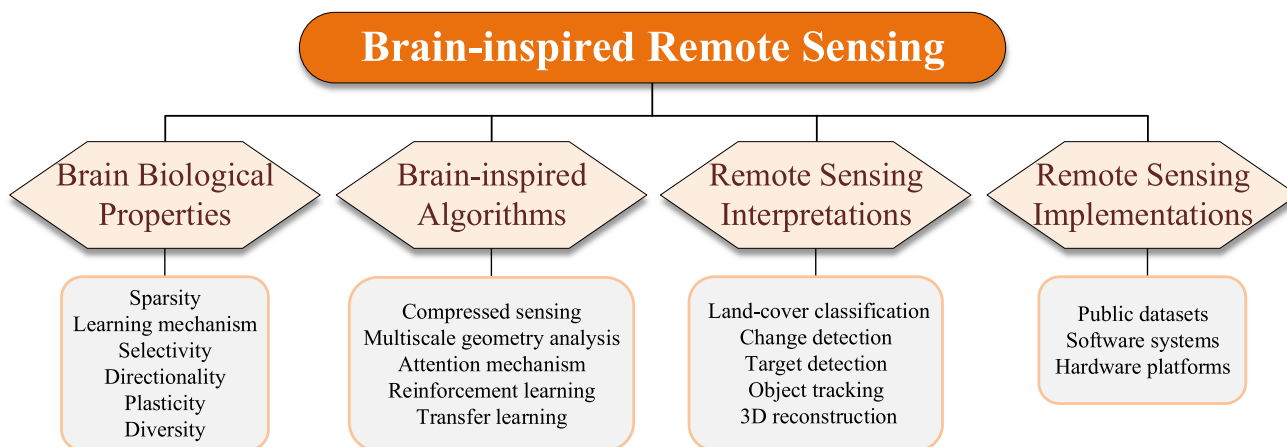 Brain-inspired Remote Sensing
Brain Biological
Properties
Sparsity
Learning mechanism
Selectivity
Directionality
Plasticity
Diversity
Brain-inspired
Algorithms
Compressed sensing
Multiscale geometry analysis
Attention mechanism
Reinforcement learning
Transfer learning
Remote Sensing
Interpretations
Land-cover classification
Change detection
Target detection
Object tracking
3D reconstruction
Remote Sensing
Implementations
Public datasets
Software systems
Hardware platforms